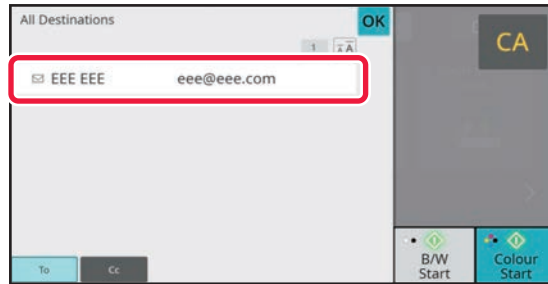 All Destinations
OK
CA
1
EEE EEE eee@eee.com
To
Cc
B/W
Start
Colour
Start